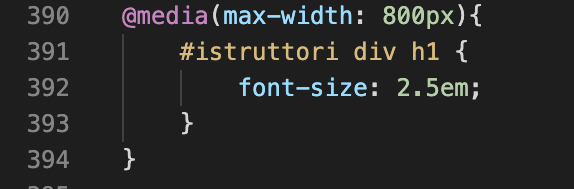 390 @media(max-width: 800px){
391 #istruttori div h1 {
392 font-size: 2.5em;
393 }
394 }